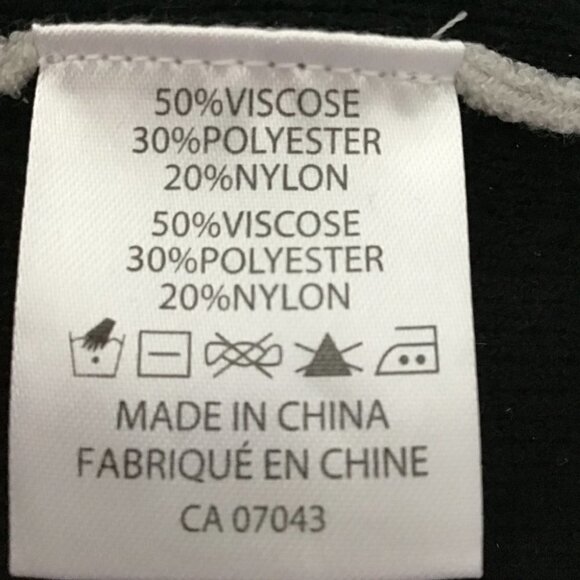 50%VISCOSE
30%POLYESTER
20%NYLON
50%VISCOSE
30%POLYESTER
20%NYLON
MADE IN CHINA
FABRIQUÉ EN CHINE
CA 07043